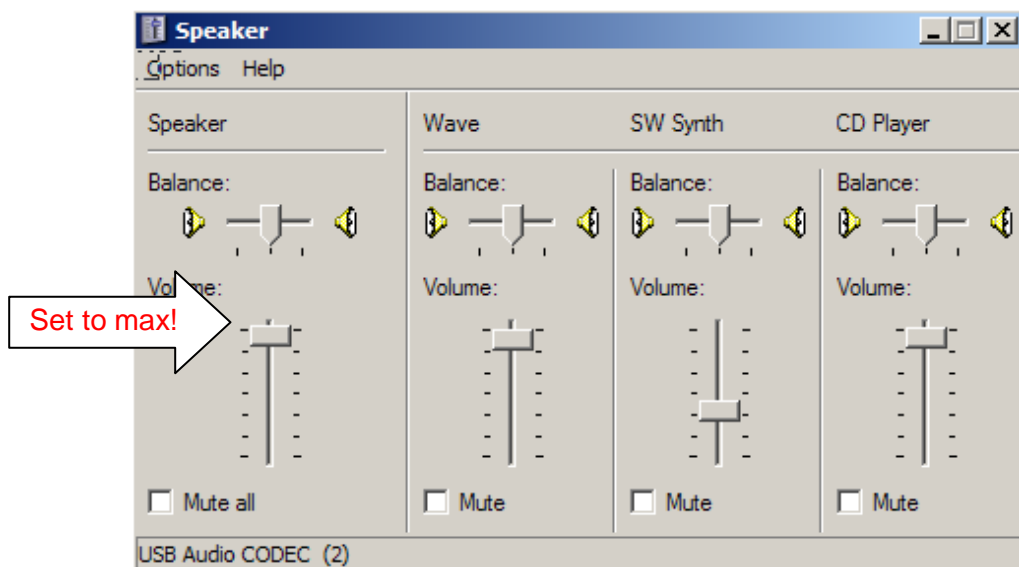 Speaker
Options Help
Speaker Wave SW Synth CD Player
Balance: Balance: Balance: Balance:
Volume: Volume: Volume: Volume:
Set to max!
Mute all Mute Mute Mute
USB Audio CODEC (2)